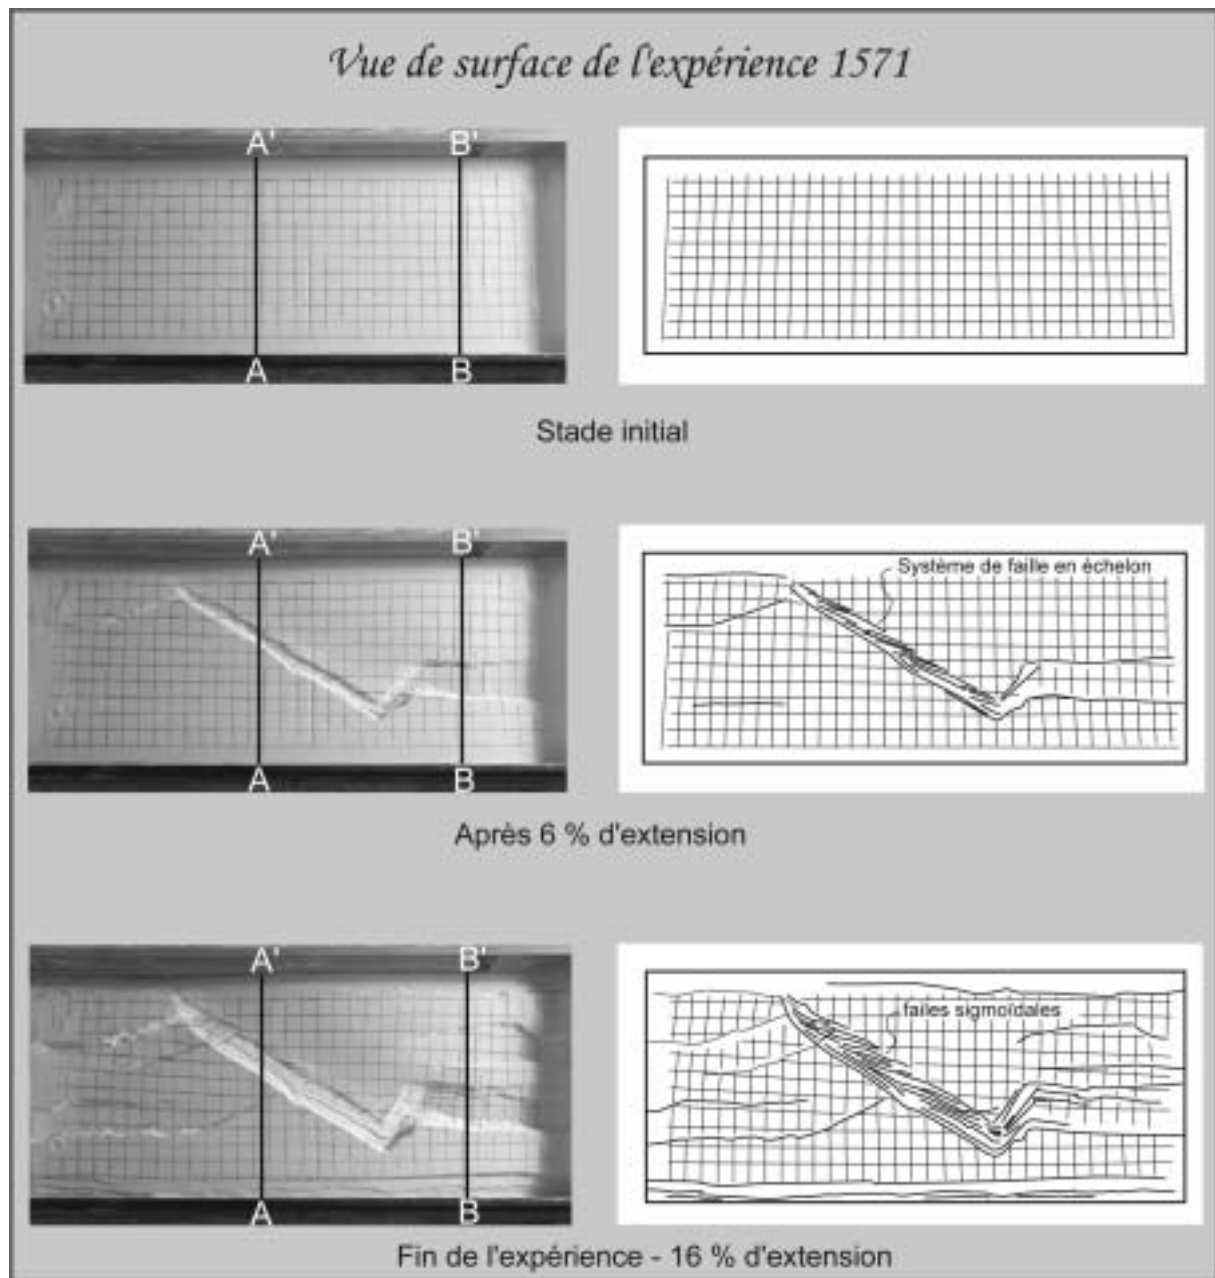 Vue de surface de l'expérience 1571
A'
B'
A
B
Stade initial
A'
B'
Système de faille en échelon
A
B
Après 6 % d'extension
A'
B'
failes sigmoïdales
A
B
Fin de l'expérience - 16 % d'extension